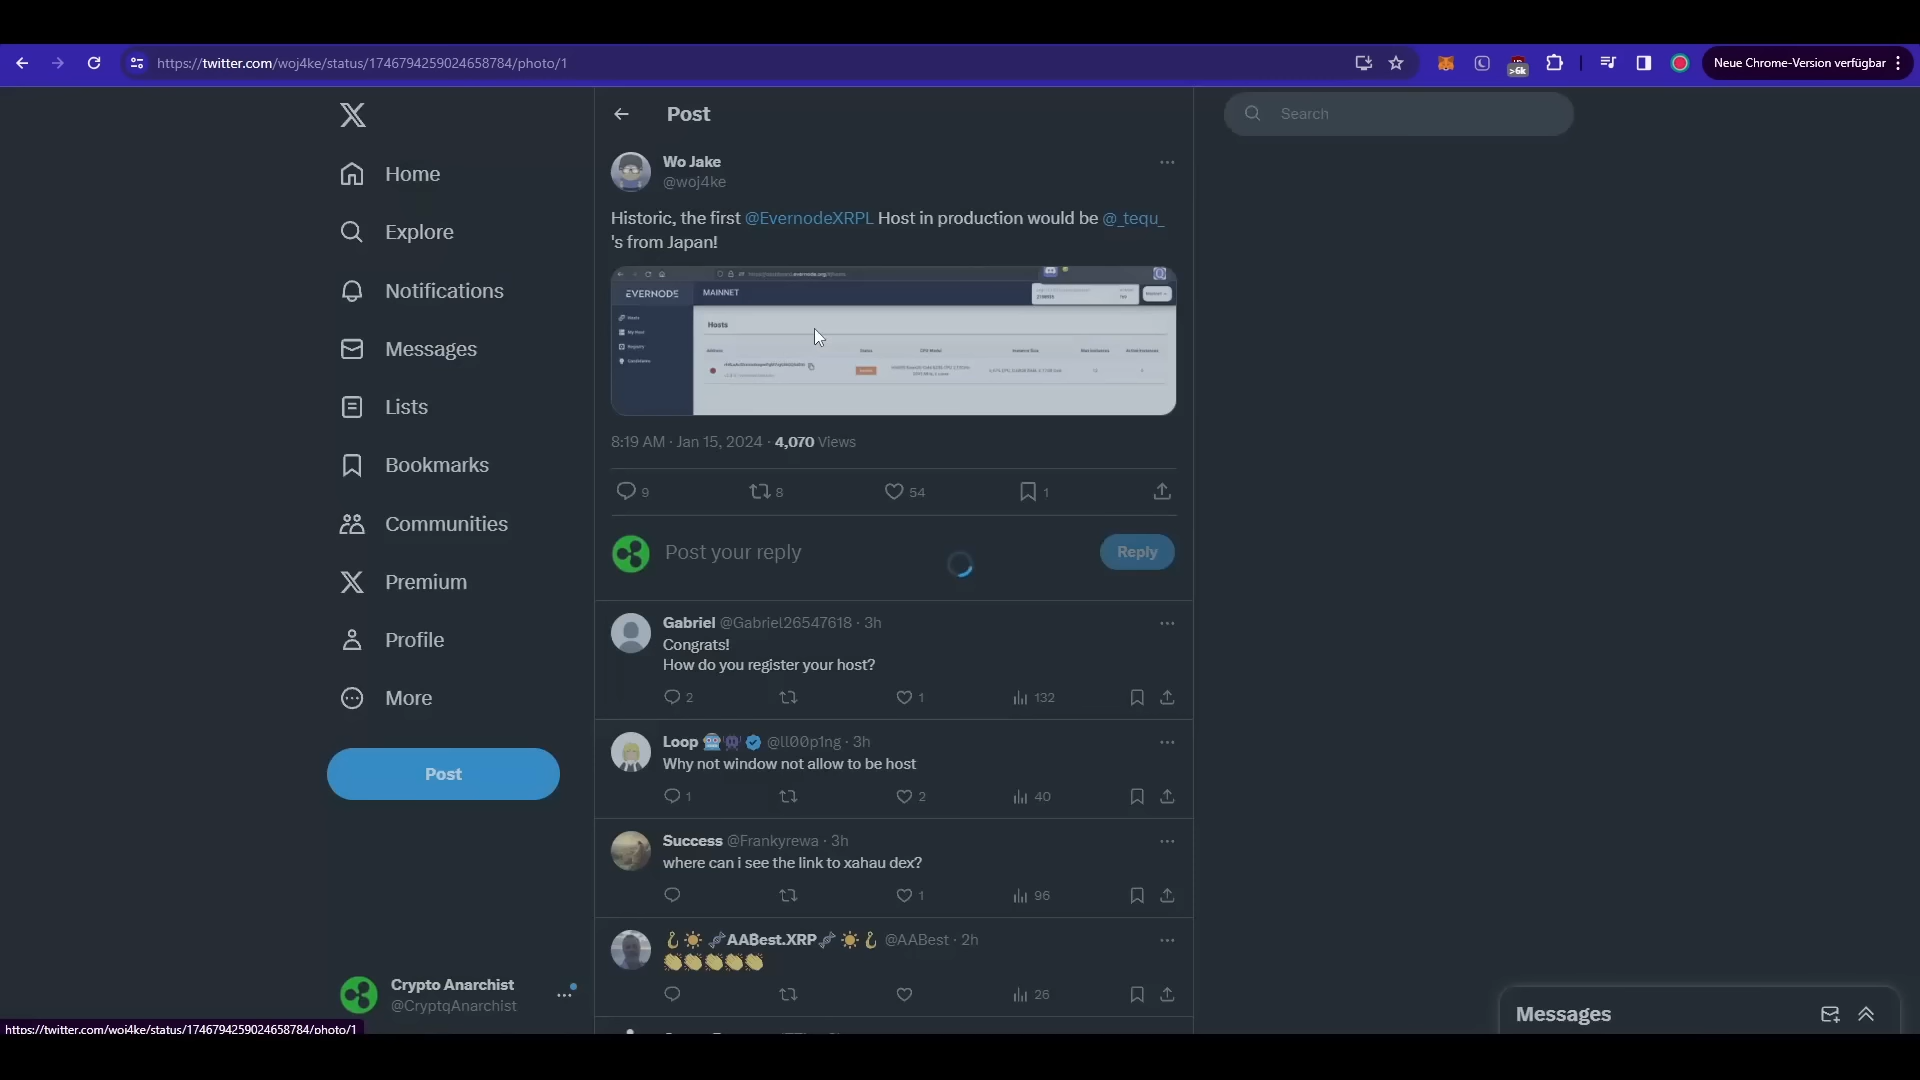 https://twitter.com/woj4ke/status/1746794259024658784/photo/1
>6k
Neue Chrome-Version verfügbar
Home
Explore
Notifications
Messages
Lists
Bookmarks
Communities
Premium
Profile
More
Post
Crypto Anarchist
@CryptqAnarchist
https://twitter.com/woj4ke/status/1746794259024658784/photo/1
Post
Wo Jake
@woj4ke
Historic, the first @EvernodeXRPL Host in production would be @_tequ_
's from Japan!
EVERNODE
MAINNET
Hosts
8:19 AM · Jan 15, 2024 · 4,070 Views
9
8
54
1
Post your reply
Reply
Gabriel @Gabriel26547618 · 3h
Congrats!
How do you register your host?
2
1
132
Loop @ll00p1ng · 3h
Why not window not allow to be host
1
2
40
Success @Frankyrewa · 3h
where can i see the link to xahau dex?
1
96
AABest.XRP @AABest · 2h
👏👏👏👏👏
26
Search
Messages